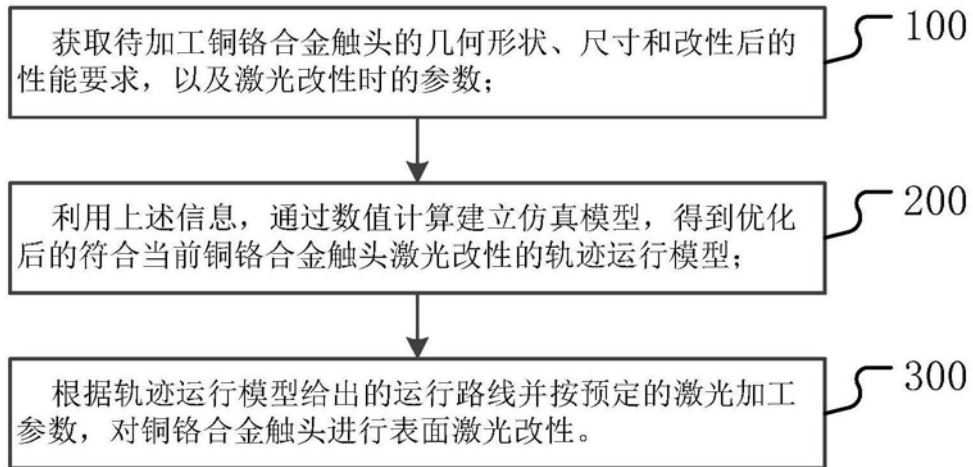 获取待加工铜铬合金触头的几何形状、尺寸和改性后的
性能要求，以及激光改性时的参数；
100
利用上述信息，通过数值计算建立仿真模型，得到优化
后的符合当前铜铬合金触头激光改性的轨迹运行模型；
200
根据轨迹运行模型给出的运行路线并按预定的激光加工
参数，对铜铬合金触头进行表面激光改性。
300